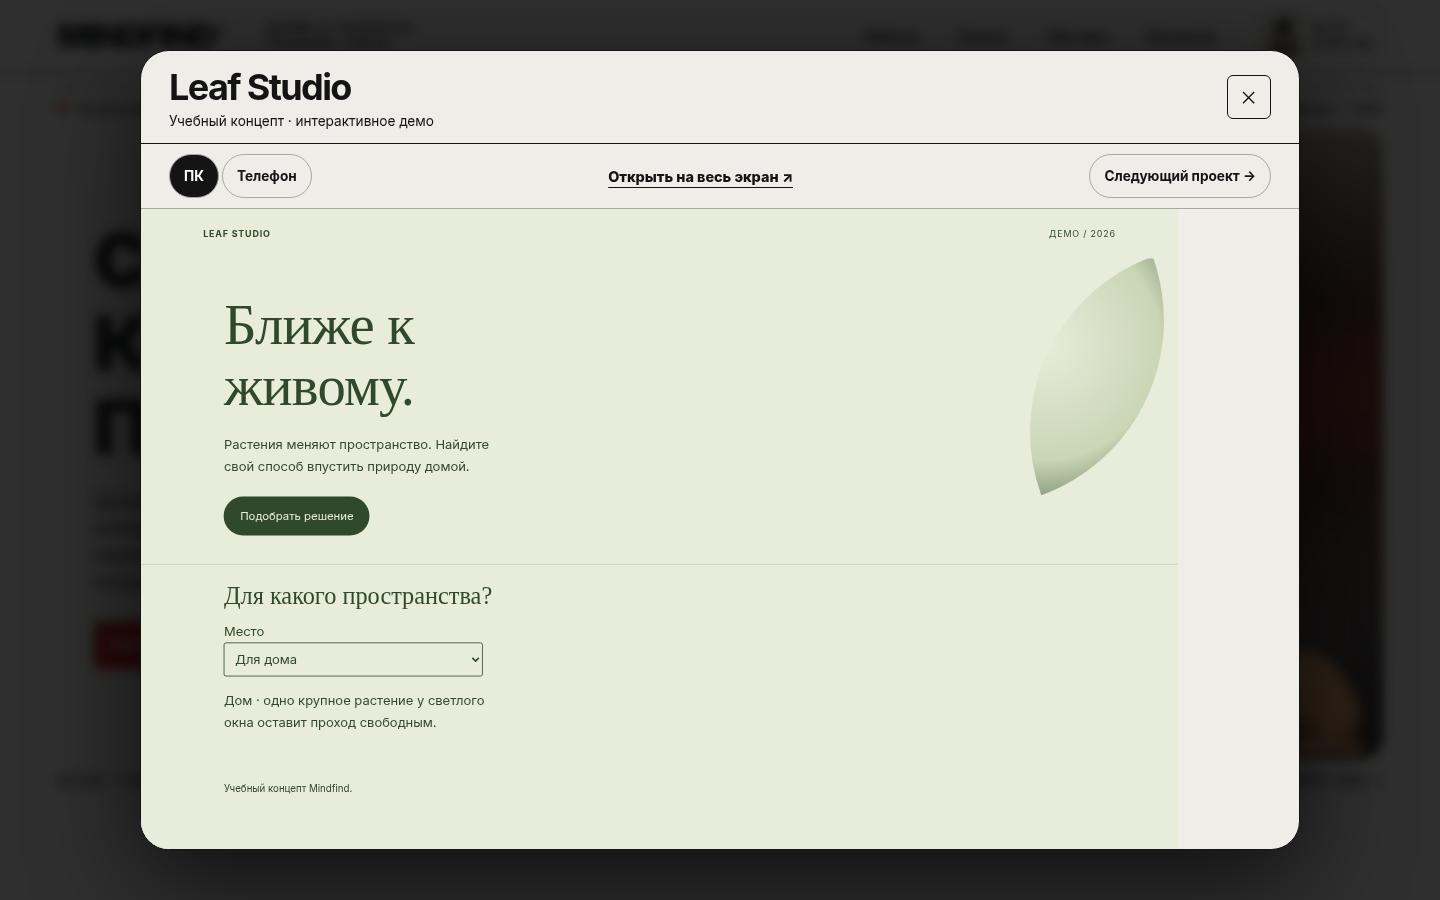 MINDFIND
Leaf Studio
Учебный концепт · интерактивное демо
ПК
Телефон
Открыть на весь экран ↗
Следующий проект →
LEAF STUDIO
ДЕМО / 2026
Ближе к
живому.
Растения меняют пространство. Найдите
свой способ впустить природу домой.
Подобрать решение
Для какого пространства?
Место
Для дома
Дом · одно крупное растение у светлого
окна оставит проход свободным.
Учебный концепт Mindfind.